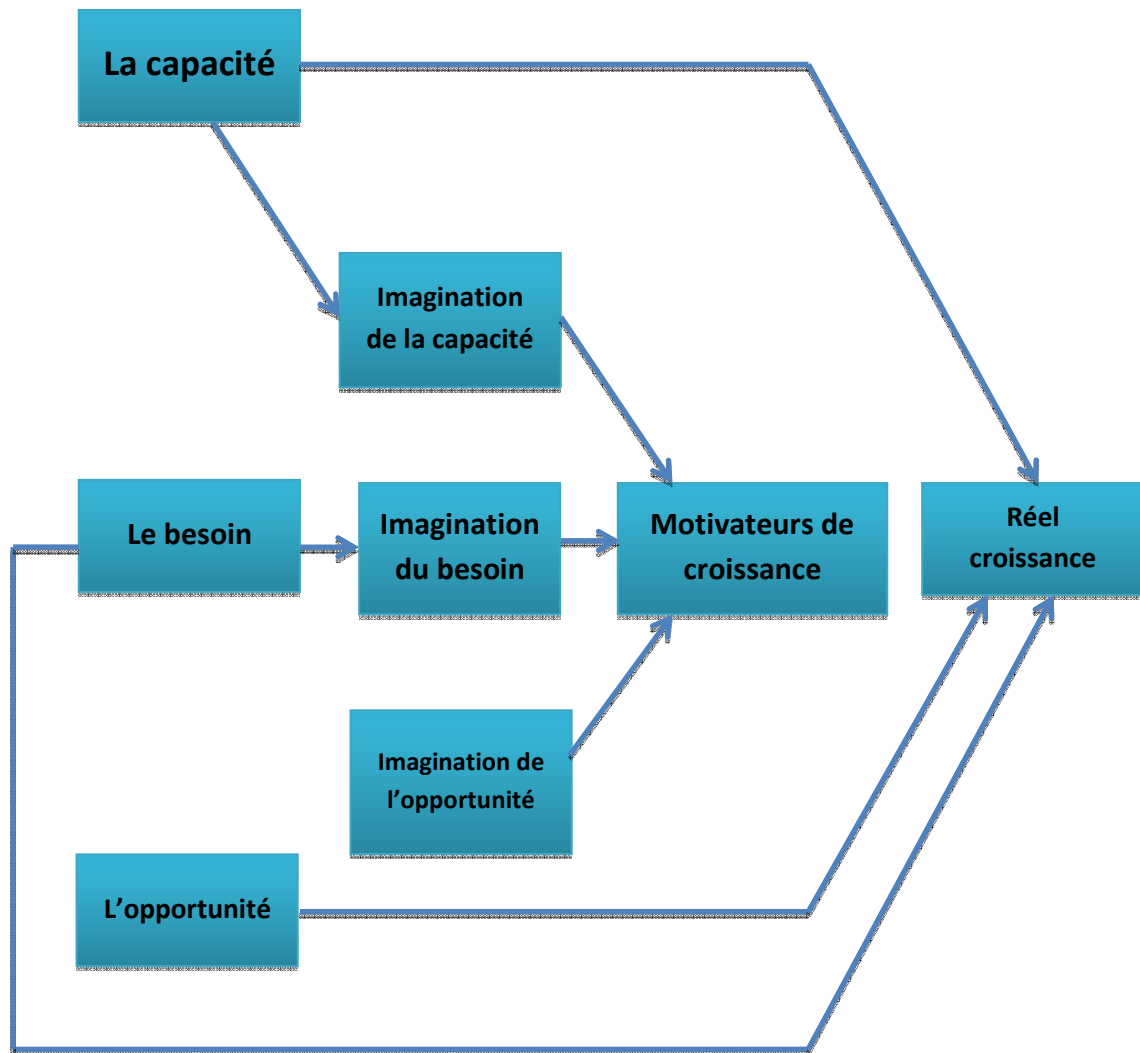 La capacité
Imagination
de la capacité
Le besoin
Imagination
du besoin
Motivateurs de
croissance
Réel
croissance
Imagination de
l’opportunité
L’opportunité